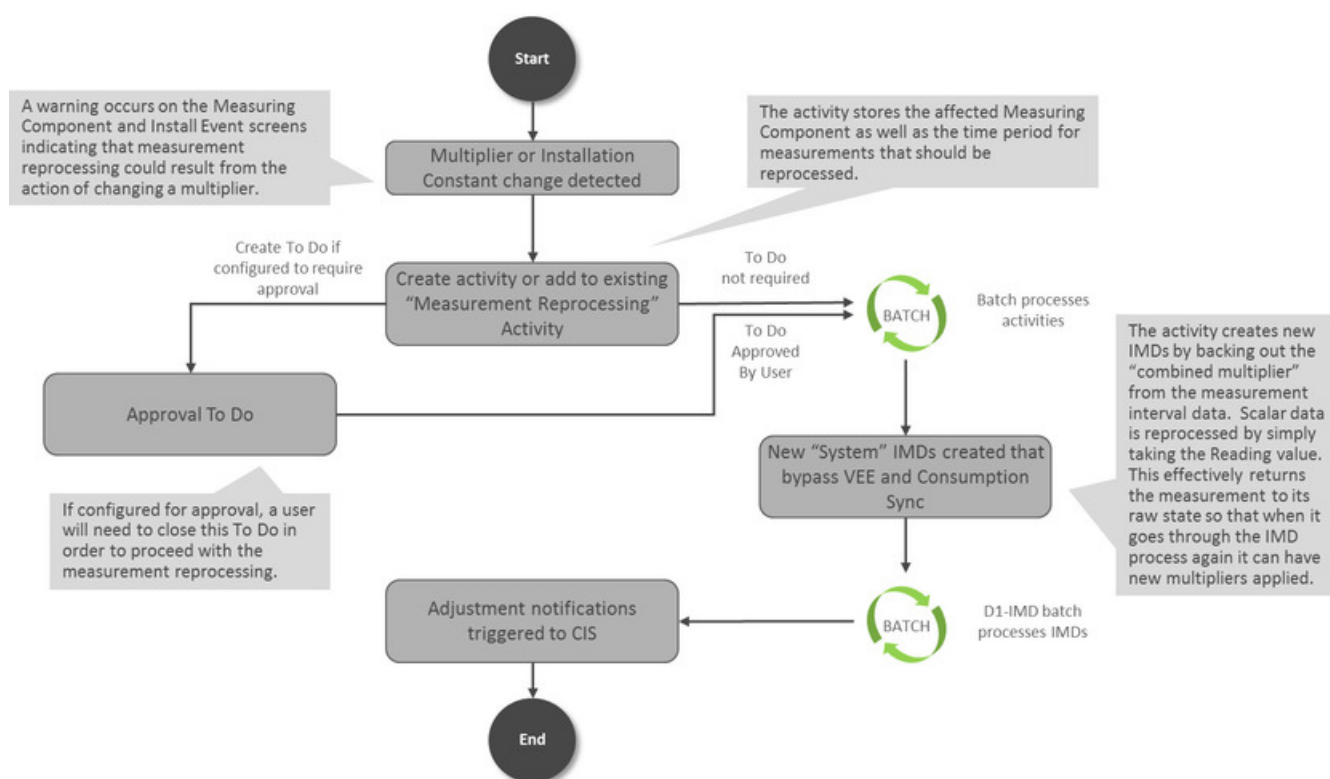 Start
A warning occurs on the Measuring
Component and Install Event screens
indicating that measurement
reprocessing could result from the
action of changing a multiplier.
The activity stores the affected Measuring
Component as well as the time period for
measurements that should be
reprocessed.
Multiplier or Installation
Constant change detected
Create To Do if
configured to require
approval
Create activity or add to existing
“Measurement Reprocessing”
Activity
To Do
not required
BATCH
Batch processes
activities
To Do
Approved
By User
Approval To Do
The activity creates new
IMDs by backing out the
“combined multiplier”
from the measurement
interval data.  Scalar data
is reprocessed by simply
taking the Reading value.
This effectively returns
the measurement to its
raw state so that when it
goes through the IMD
process again it can have
new multipliers applied.
New “System” IMDs created that
bypass VEE and Consumption
Sync
If configured for approval, a user
will need to close this To Do in
order to proceed with the
measurement reprocessing.
Adjustment notifications
triggered to CIS
BATCH
D1-IMD batch
processes IMDs
End